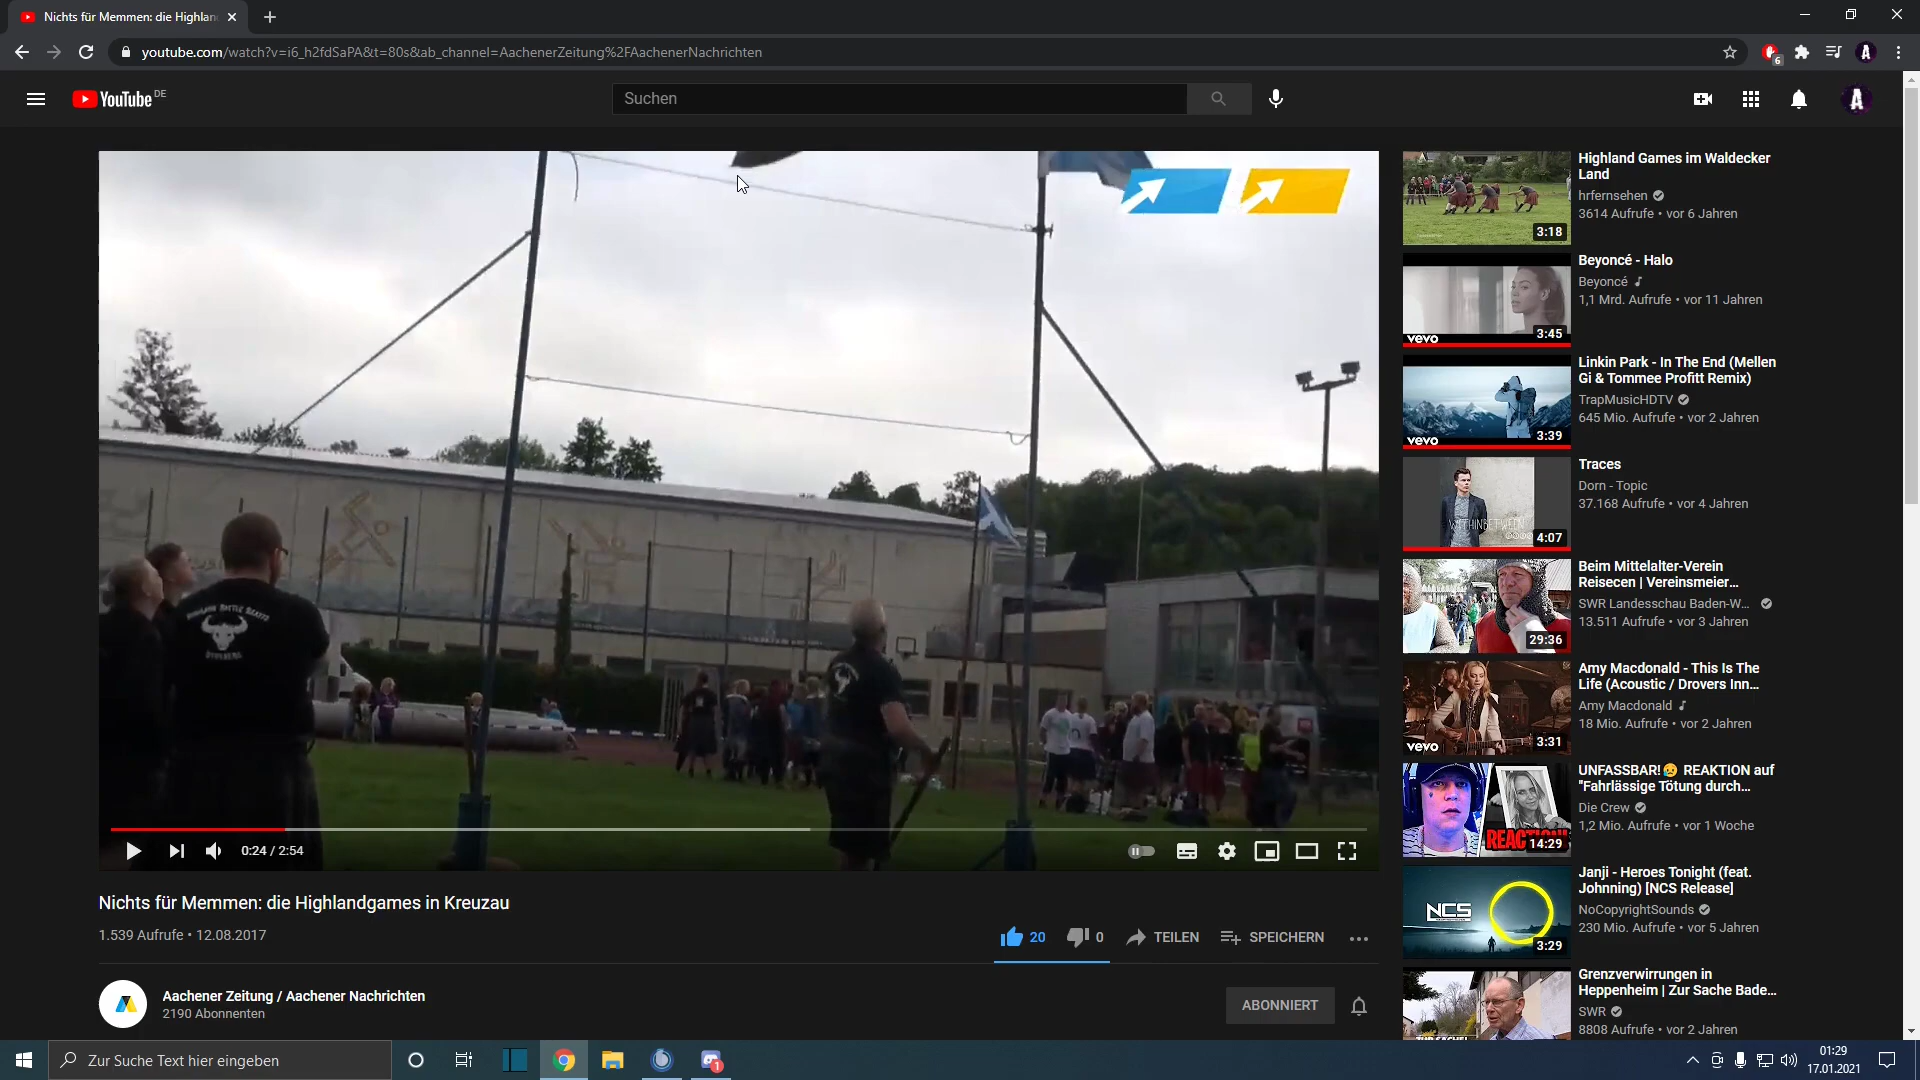 Nichts für Memmen: die Highlan
youtube.com/watch?v=i6_h2fdSaPA&t=80s&ab_channel=AachenerZeitung%2FAachenerNachrichten
6
YouTube DE
Suchen
HIGHLAND BATTLE BEASTS
0:24 / 2:54
Nichts für Memmen: die Highlandgames in Kreuzau
1.539 Aufrufe • 12.08.2017
20
0
TEILEN
SPEICHERN
Aachener Zeitung / Aachener Nachrichten
2190 Abonnenten
ABONNIERT
Highland Games im Waldecker
Land
hrfernsehen
3614 Aufrufe • vor 6 Jahren
3:18
Beyoncé - Halo
Beyoncé
1,1 Mrd. Aufrufe • vor 11 Jahren
vevo
3:45
Linkin Park - In The End (Mellen
Gi & Tommee Profitt Remix)
TrapMusicHDTV
645 Mio. Aufrufe • vor 2 Jahren
vevo
3:39
Traces
Dorn - Topic
37.168 Aufrufe • vor 4 Jahren
WITHINBETWEEN
4:07
Beim Mittelalter-Verein
Reisecen | Vereinsmeier...
SWR Landesschau Baden-W...
13.511 Aufrufe • vor 3 Jahren
29:36
Amy Macdonald - This Is The
Life (Acoustic / Drovers Inn...
Amy Macdonald
18 Mio. Aufrufe • vor 2 Jahren
vevo
3:31
UNFASSBAR!😥 REAKTION auf
"Fahrlässige Tötung durch...
Die Crew
1,2 Mio. Aufrufe • vor 1 Woche
REACTION!
14:29
Janji - Heroes Tonight (feat.
Johnning) [NCS Release]
NoCopyrightSounds
230 Mio. Aufrufe • vor 5 Jahren
NCS
3:29
Grenzverwirrungen in
Heppenheim | Zur Sache Bade...
SWR
8808 Aufrufe • vor 2 Jahren
Zur Suche Text hier eingeben
1
01:29
17.01.2021